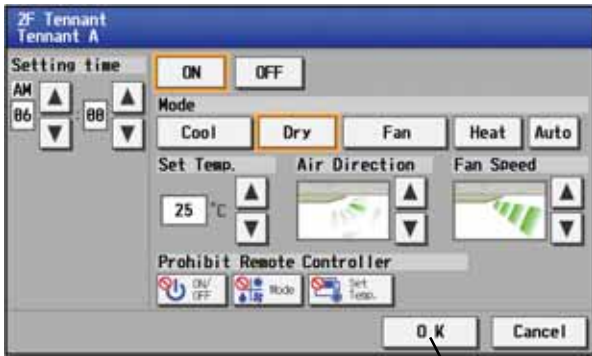 2F Tennant
Tennant A
Setting time
AM
06 : 00
ON OFF
Mode
Cool Dry Fan Heat Auto
Set Temp. Air Direction Fan Speed
25 °C
Prohibit Remote Controller
ON/OFF Mode Set Temp.
OK Cancel